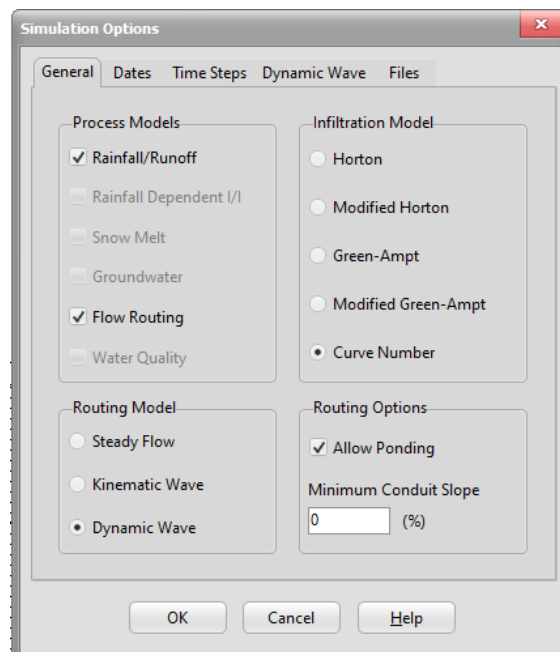 Simulation Options
General
Dates
Time Steps
Dynamic Wave
Files
Process Models
Rainfall/Runoff
Rainfall Dependent I/I
Snow Melt
Groundwater
Flow Routing
Water Quality
Infiltration Model
Horton
Modified Horton
Green-Ampt
Modified Green-Ampt
Curve Number
Routing Model
Steady Flow
Kinematic Wave
Dynamic Wave
Routing Options
Allow Ponding
Minimum Conduit Slope
0 (%)
OK
Cancel
Help